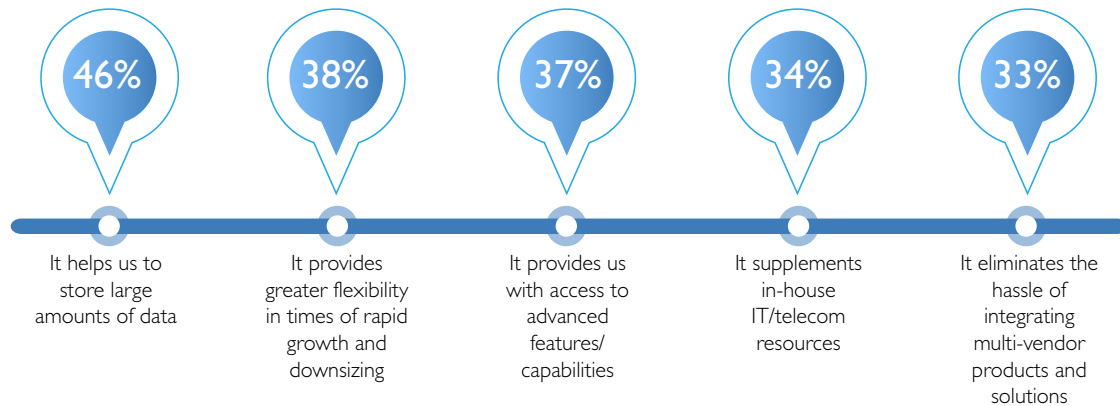 46%
38%
37%
34%
33%
It helps us to
store large
amounts of data
It provides
greater flexibility
in times of rapid
growth and
downsizing
It provides us
with access to
advanced
features/
capabilities
It supplements
in-house
IT/telecom
resources
It eliminates the
hassle of
integrating
multi-vendor
products and
solutions